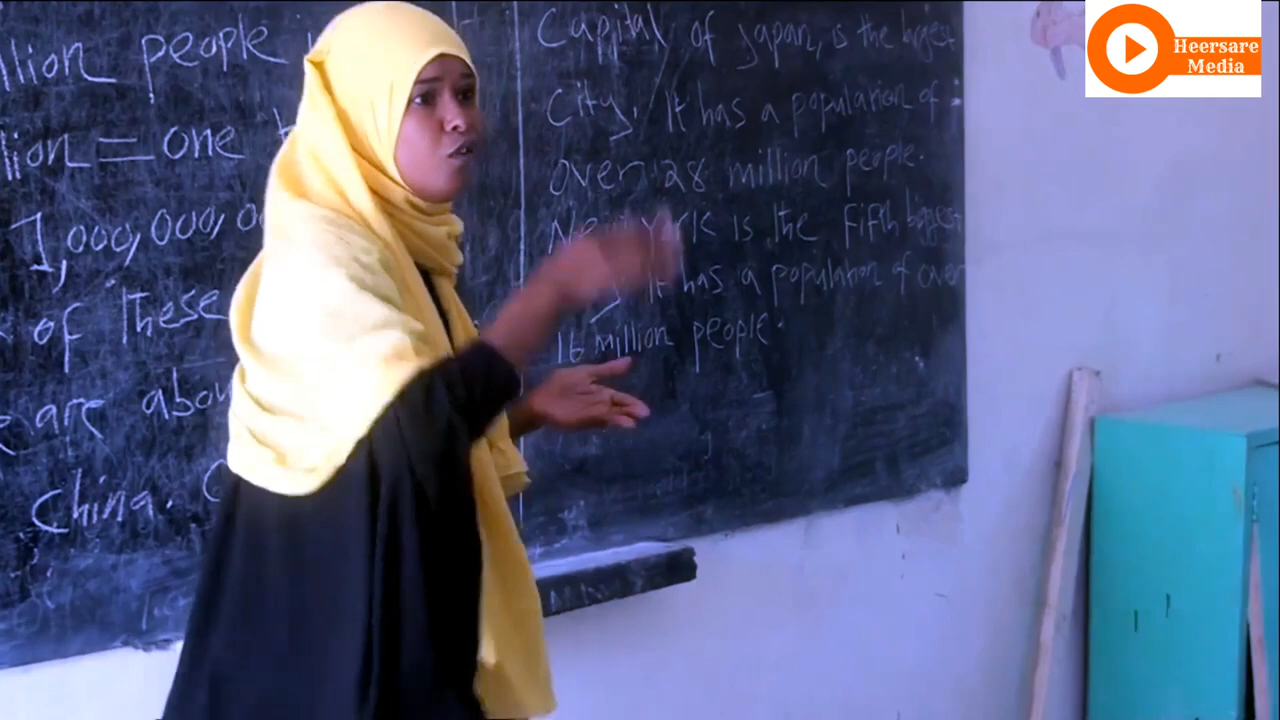 llion people
lion = one
1,000,000,0
of these
are abou
China. C
Capital of Japan, is the biggest
City. It has a population of
over 28 million people.
New York is the fifth biggest
It has a population of over
16 million people.
Heersare
Media